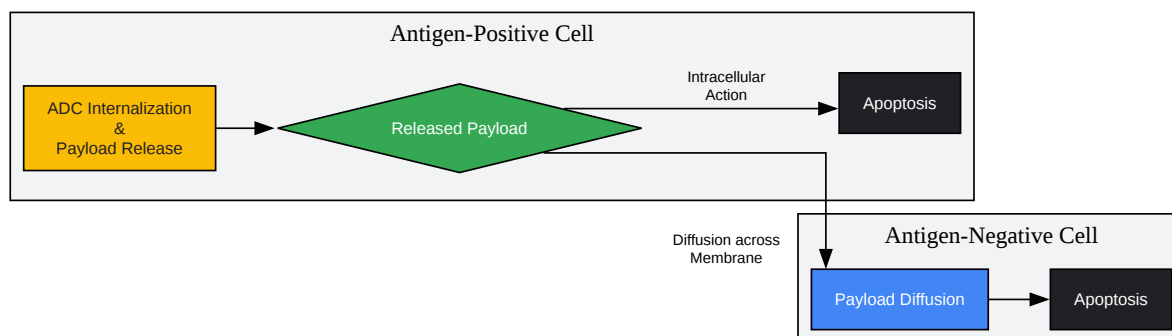 Antigen-Positive Cell
ADC Internalization
&
Payload Release
Released Payload
Intracellular
Action
Apoptosis
Diffusion across
Membrane
Antigen-Negative Cell
Payload Diffusion
Apoptosis